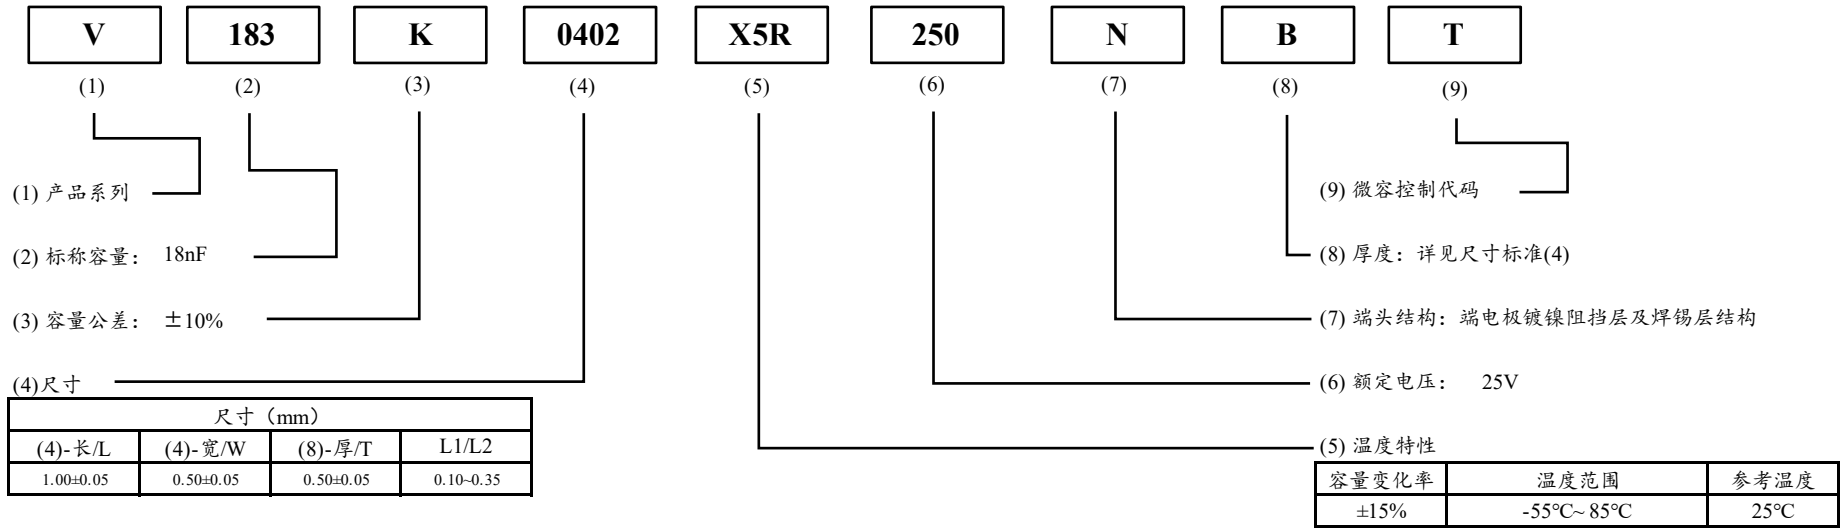 V 183 K 0402 X5R 250 N B T
(1) (2) (3) (4) (5) (6) (7) (8) (9)
(1) 产品系列
(9) 微容控制代码
(2) 标称容量： 18nF
(8) 厚度：详见尺寸标准(4)
(3) 容量公差： ±10%
(7) 端头结构：端电极镀镍阻挡层及焊锡层结构
(4)尺寸
(6) 额定电压： 25V
尺寸（mm）
(4)-长/L (4)-宽/W (8)-厚/T L1/L2
1.00±0.05 0.50±0.05 0.50±0.05 0.10~0.35
(5) 温度特性
容量变化率 温度范围 参考温度
±15% -55℃~ 85℃ 25℃